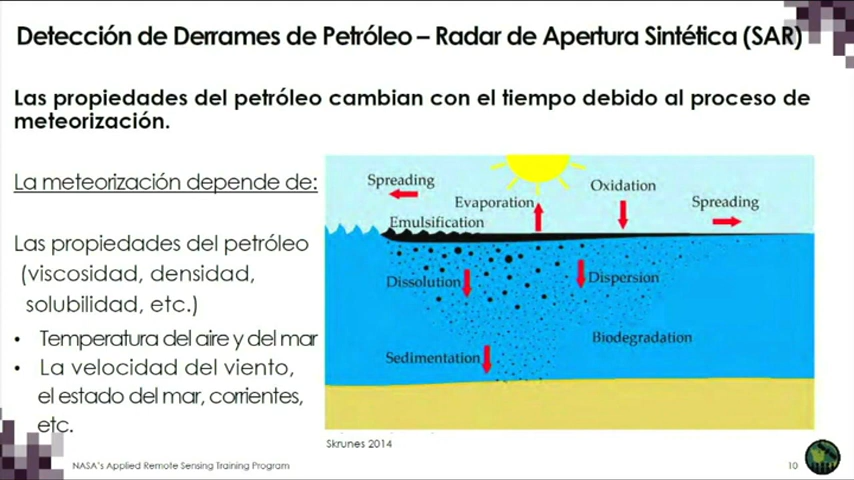 Detección de Derrames de Petróleo – Radar de Apertura Sintética (SAR)
Las propiedades del petróleo cambian con el tiempo debido al proceso de
meteorización.
La meteorización depende de:
Las propiedades del petróleo
(viscosidad, densidad,
solubilidad, etc.)
• Temperatura del aire y del mar
• La velocidad del viento,
el estado del mar, corrientes,
etc.
Spreading
Evaporation
Oxidation
Spreading
Emulsification
Dissolution
Dispersion
Biodegradation
Sedimentation
Skrunes 2014
NASA's Applied Remote Sensing Training Program
10